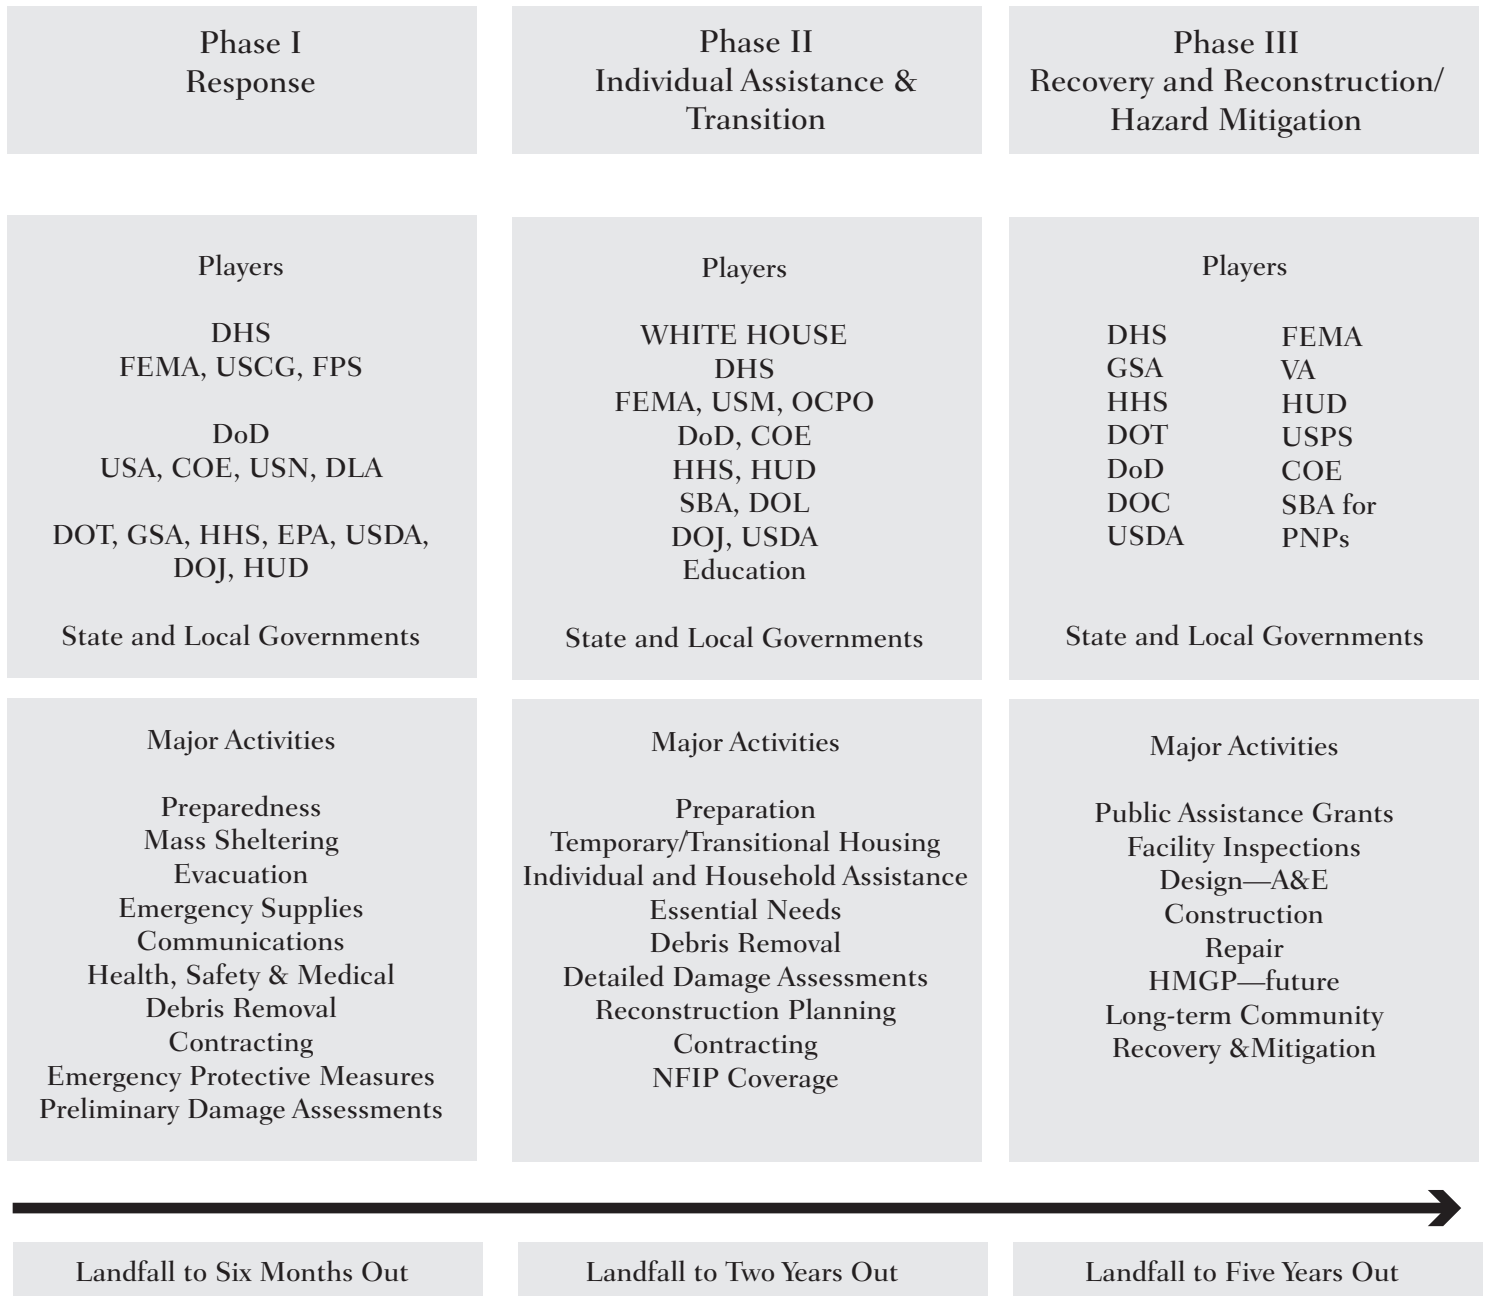 Phase I
Response
Phase II
Individual Assistance &
Transition
Phase III
Recovery and Reconstruction/
Hazard Mitigation
Players
DHS
FEMA, USCG, FPS
DoD
USA, COE, USN, DLA
DOT, GSA, HHS, EPA, USDA,
DOJ, HUD
State and Local Governments
Players
WHITE HOUSE
DHS
FEMA, USM, OCPO
DoD, COE
HHS, HUD
SBA, DOL
DOJ, USDA
Education
State and Local Governments
Players
DHS
GSA
HHS
DOT
DoD
DOC
USDA
FEMA
VA
HUD
USPS
COE
SBA for
PNPs
State and Local Governments
Major Activities
Preparedness
Mass Sheltering
Evacuation
Emergency Supplies
Communications
Health, Safety & Medical
Debris Removal
Contracting
Emergency Protective Measures
Preliminary Damage Assessments
Major Activities
Preparation
Temporary/Transitional Housing
Individual and Household Assistance
Essential Needs
Debris Removal
Detailed Damage Assessments
Reconstruction Planning
Contracting
NFIP Coverage
Major Activities
Public Assistance Grants
Facility Inspections
Design—A&E
Construction
Repair
HMGP—future
Long-term Community
Recovery &Mitigation
Landfall to Six Months Out
Landfall to Two Years Out
Landfall to Five Years Out